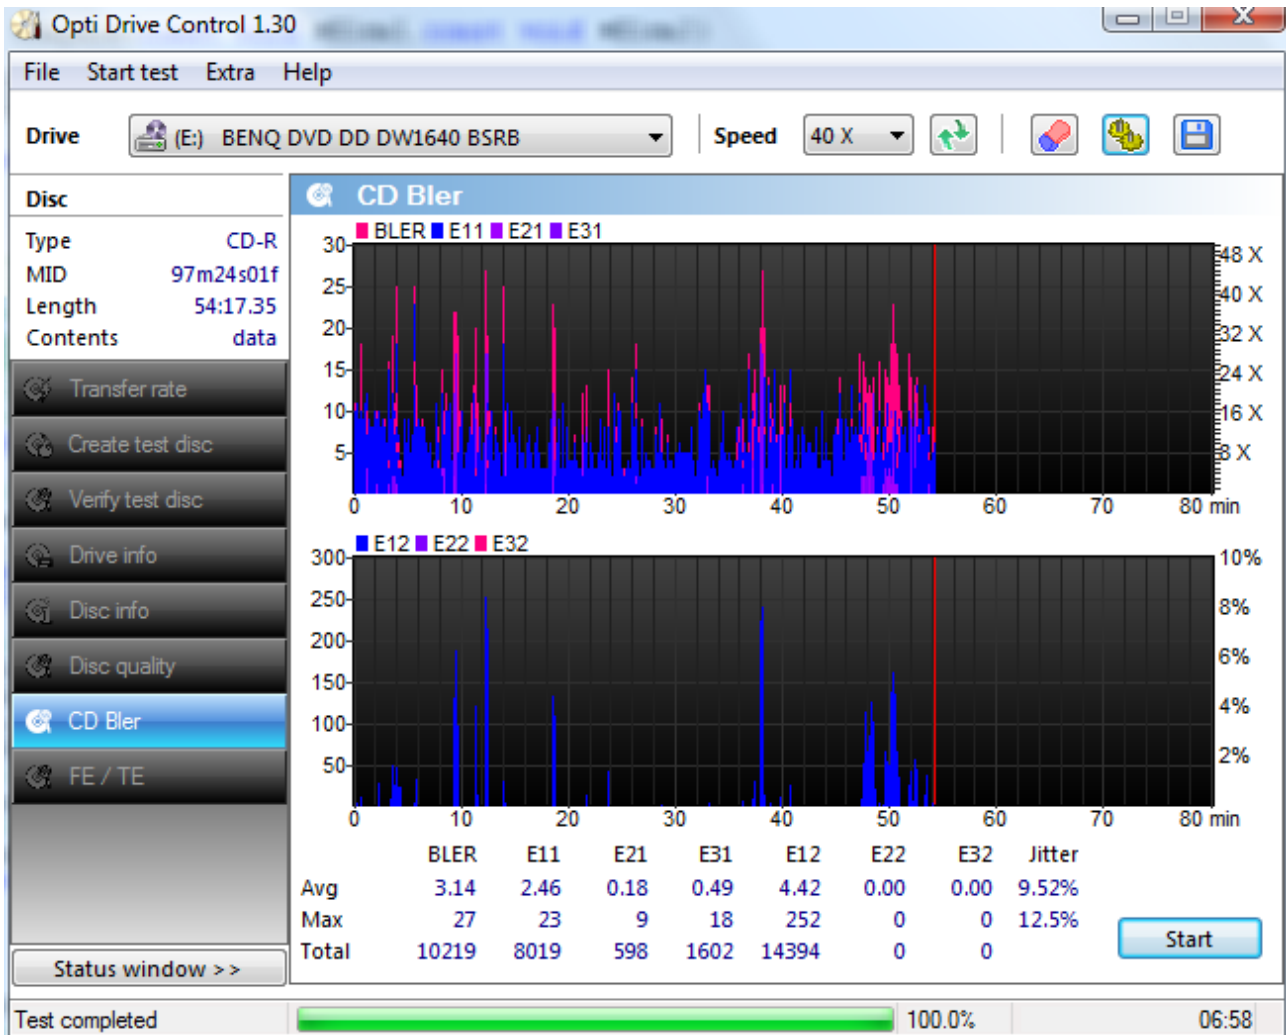 Opti Drive Control 1.30
File Start test Extra Help
Drive (E:) BENQ DVD DD DW1640 BSRB Speed 40 X
Disc
Type CD-R
MID 97m24s01f
Length 54:17.35
Contents data
Transfer rate
Create test disc
Verify test disc
Drive info
Disc info
Disc quality
CD Bler
FE / TE
Status window >>
CD Bler
BLER E11 E21 E31
30
25
20
15
10
5
48 X
40 X
32 X
24 X
16 X
8 X
0 10 20 30 40 50 60 70 80 min
E12 E22 E32
300
250
200
150
100
50
10%
8%
6%
4%
2%
0 10 20 30 40 50 60 70 80 min
BLER E11 E21 E31 E12 E22 E32 Jitter
Avg 3.14 2.46 0.18 0.49 4.42 0.00 0.00 9.52%
Max 27 23 9 18 252 0 0 12.5%
Total 10219 8019 598 1602 14394 0 0
Start
Test completed 100.0% 06:58